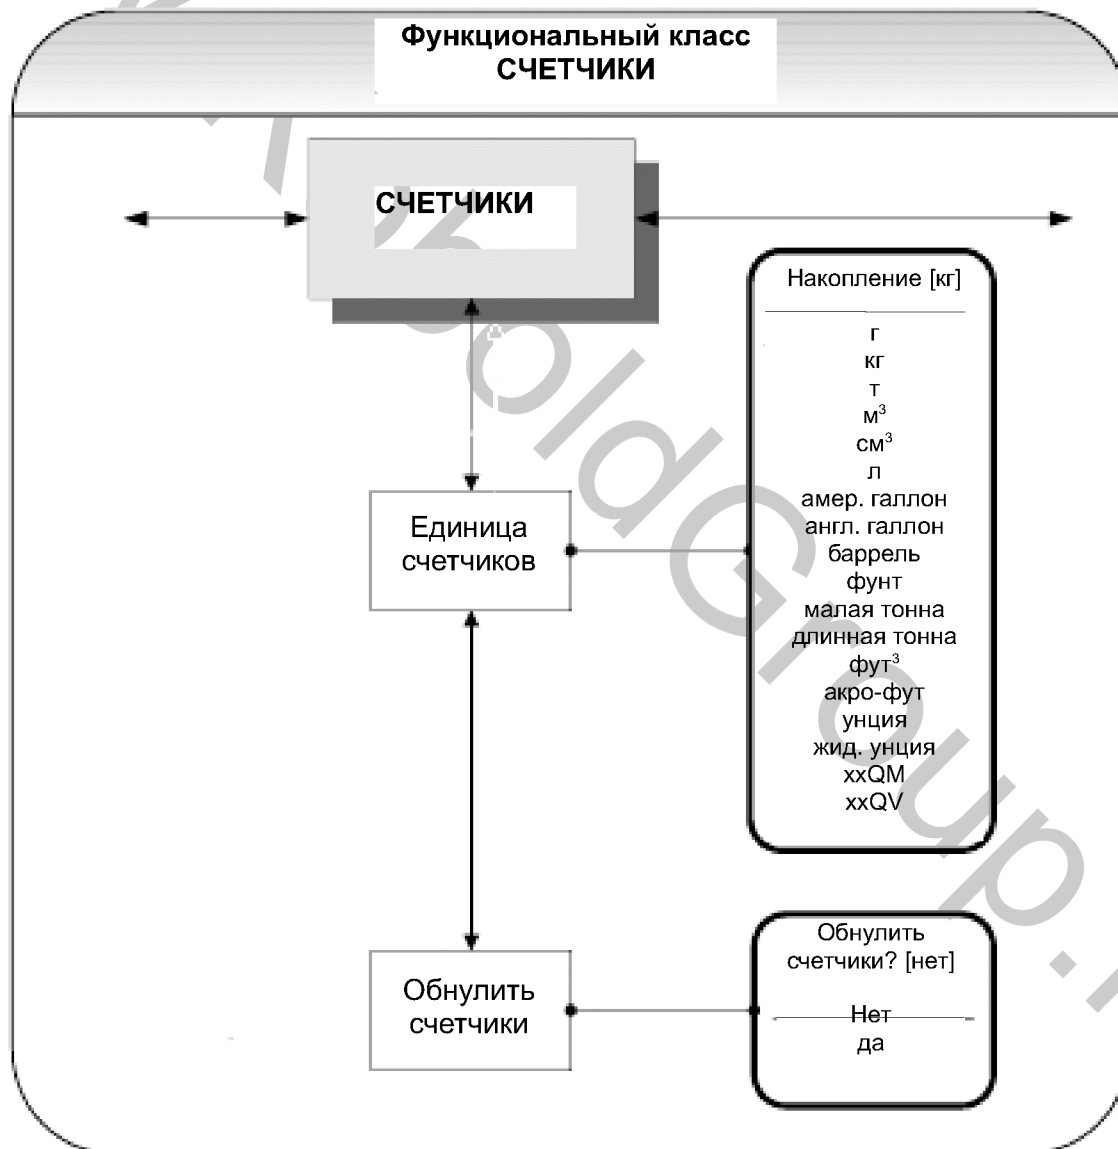 Функциональный класс
СЧЕТЧИКИ
СЧЕТЧИКИ
Накопление [кг]
г
кг
т
м³
см³
л
амер. галлон
англ. галлон
баррель
фунт
малая тонна
длинная тонна
фут³
акро-фут
унция
жид. унция
xxQM
xxQV
Единица
счетчиков
Обнулить
счетчики
Обнулить
счетчики? [нет]
Нет
да